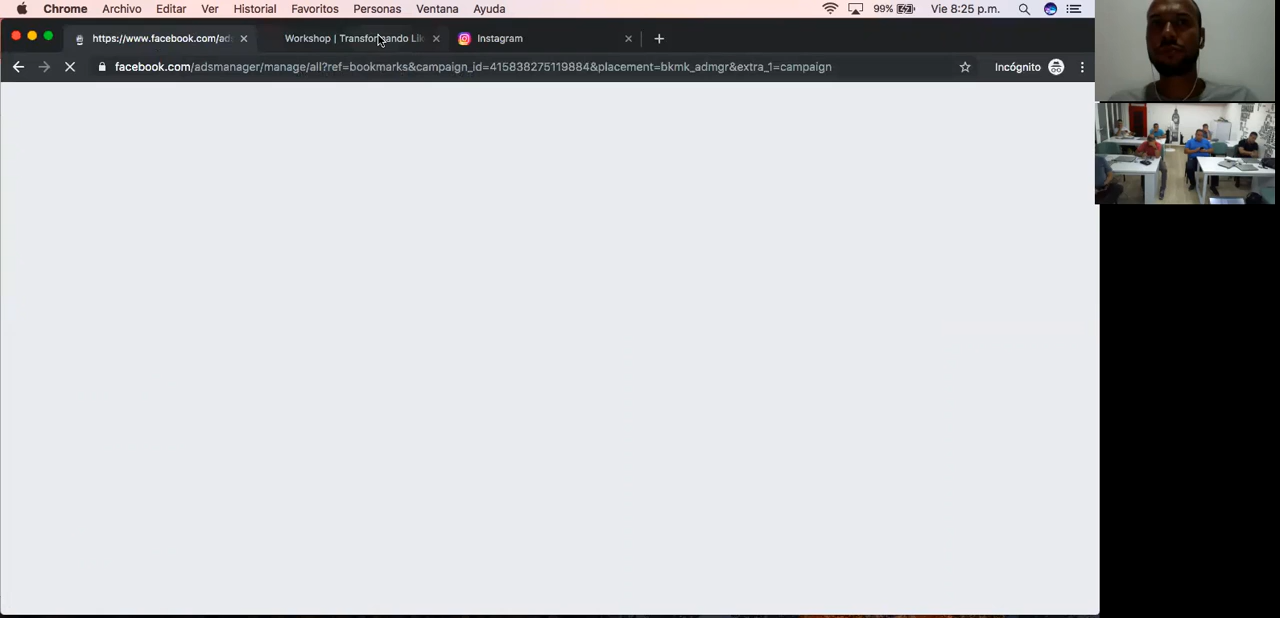 Chrome Archivo Editar Ver Historial Favoritos Personas Ventana Ayuda 99% Vie 8:25 p.m.
https://www.facebook.com/ads Workshop | Transformando Lik Instagram
facebook.com/adsmanager/manage/all?ref=bookmarks&campaign_id=415838275119884&placement=bkmk_admgr&extra_1=campaign Incógnito